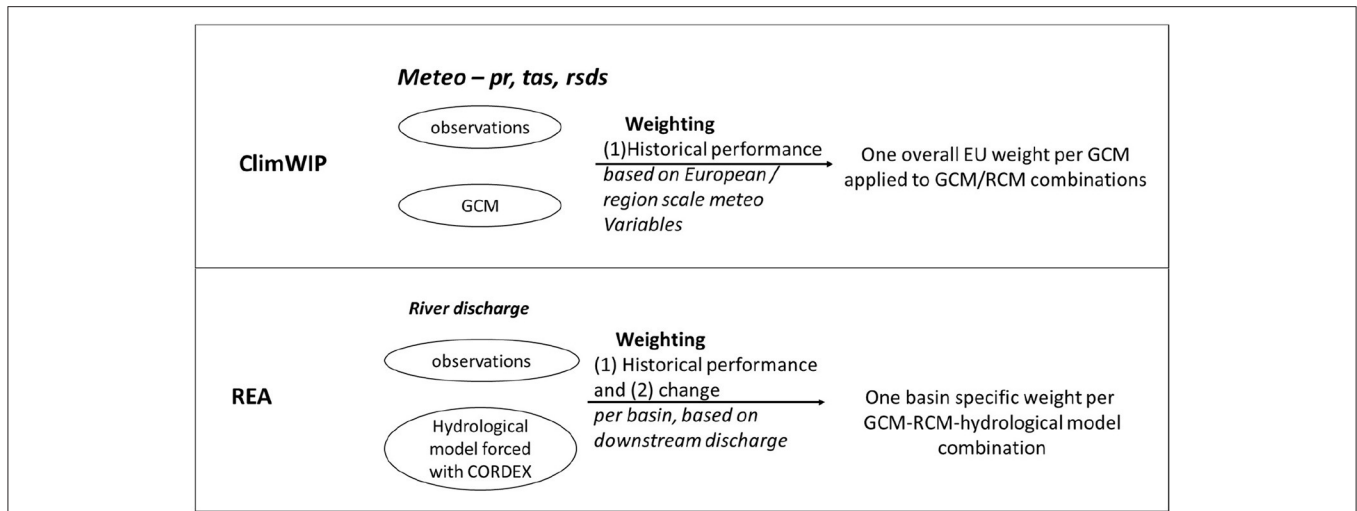 Meteo – pr, tas, rsds
observations
ClimWIP
GCM
Weighting
(1)Historical performance
based on European /
region scale meteo
Variables
One overall EU weight per GCM
applied to GCM/RCM combinations
River discharge
observations
REA
Hydrological
model forced
with CORDEX
Weighting
(1) Historical performance
and (2) change
per basin, based on
downstream discharge
One basin specific weight per
GCM-RCM-hydrological model
combination